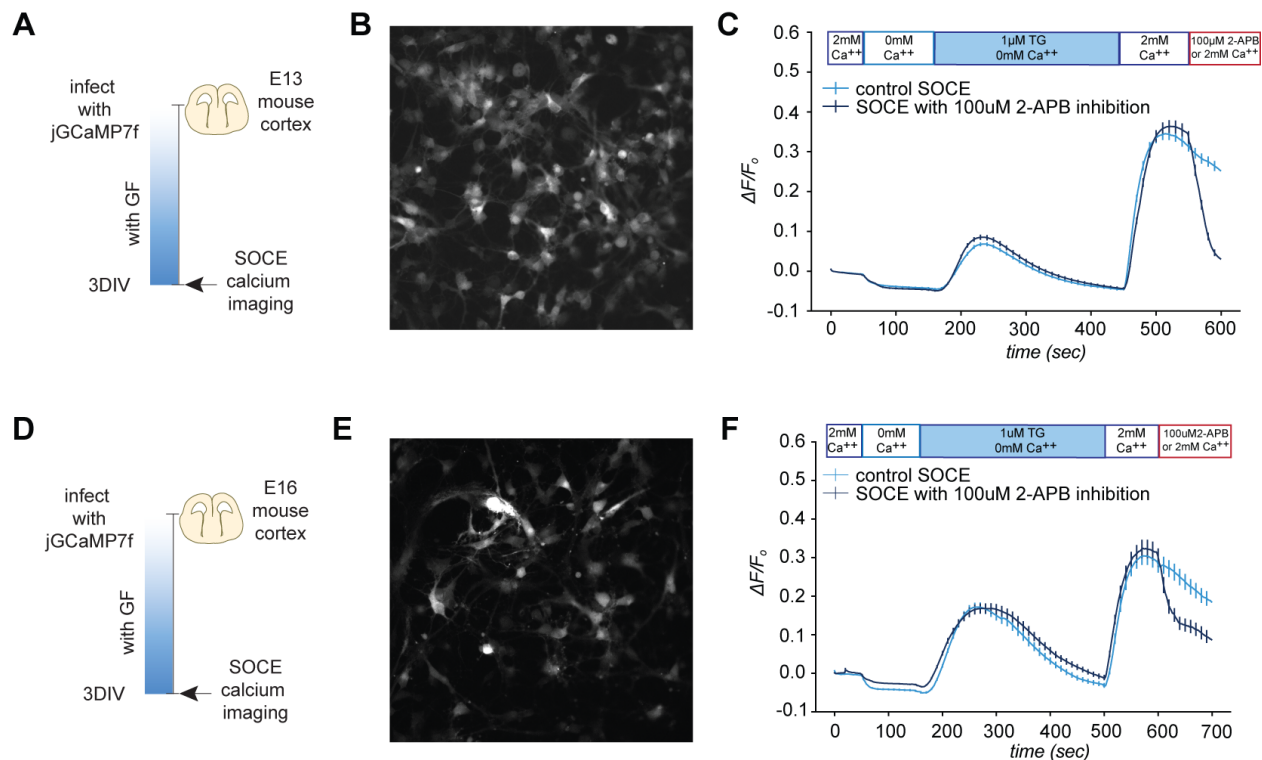 A
infect
with
jGCaMP7f
E13
mouse
cortex
with GF
3DIV
SOCE
calcium
imaging
B
C
2mM
Ca++
0mM
Ca++
1µM TG
0mM Ca++
2mM
Ca++
100µM 2-APB
or 2mM Ca++
control SOCE
SOCE with 100uM 2-APB inhibition
ΔF/Fo
0.6
0.5
0.4
0.3
0.2
0.1
0.0
-0.1
0 100 200 300 400 500 600
time (sec)
D
infect
with
jGCaMP7f
E16
mouse
cortex
with GF
3DIV
SOCE
calcium
imaging
E
F
2mM
Ca++
0mM
Ca++
1uM TG
0mM Ca++
2mM
Ca++
100uM2-APB
or 2mM Ca++
control SOCE
SOCE with 100uM 2-APB inhibition
ΔF/Fo
0.6
0.5
0.4
0.3
0.2
0.1
0.0
-0.1
0 100 200 300 400 500 600 700
time (sec)